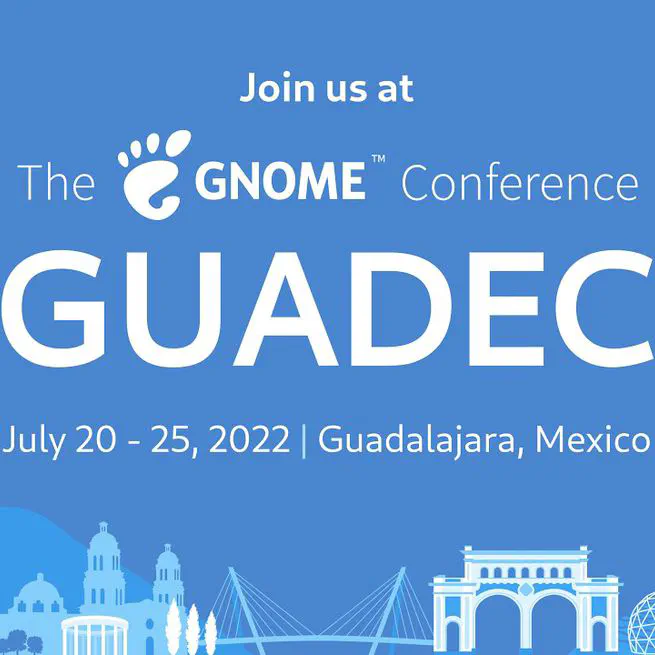 Join us at
The GNOME™ Conference
GUADEC
July 20 - 25, 2022 | Guadalajara, Mexico